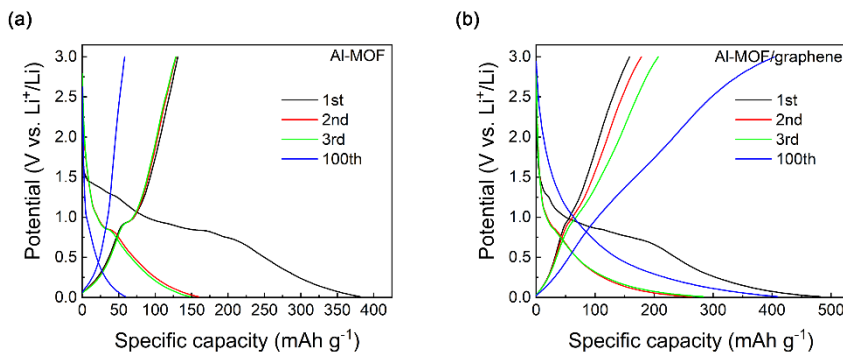 (a)
Al-MOF
1st
2nd
3rd
100th
Potential (V vs. Li⁺/Li)
3.0
2.5
2.0
1.5
1.0
0.5
0.0
0 50 100 150 200 250 300 350 400
Specific capacity (mAh g⁻¹)
(b)
Al-MOF/graphene
1st
2nd
3rd
100th
Potential (V vs. Li⁺/Li)
3.0
2.5
2.0
1.5
1.0
0.5
0.0
0 100 200 300 400 500
Specific capacity (mAh g⁻¹)